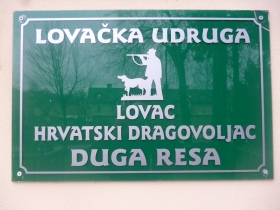 LOVAČKA UDRUGA
LOVAC
HRVATSKI DRAGOVOLJAC
DUGA RESA